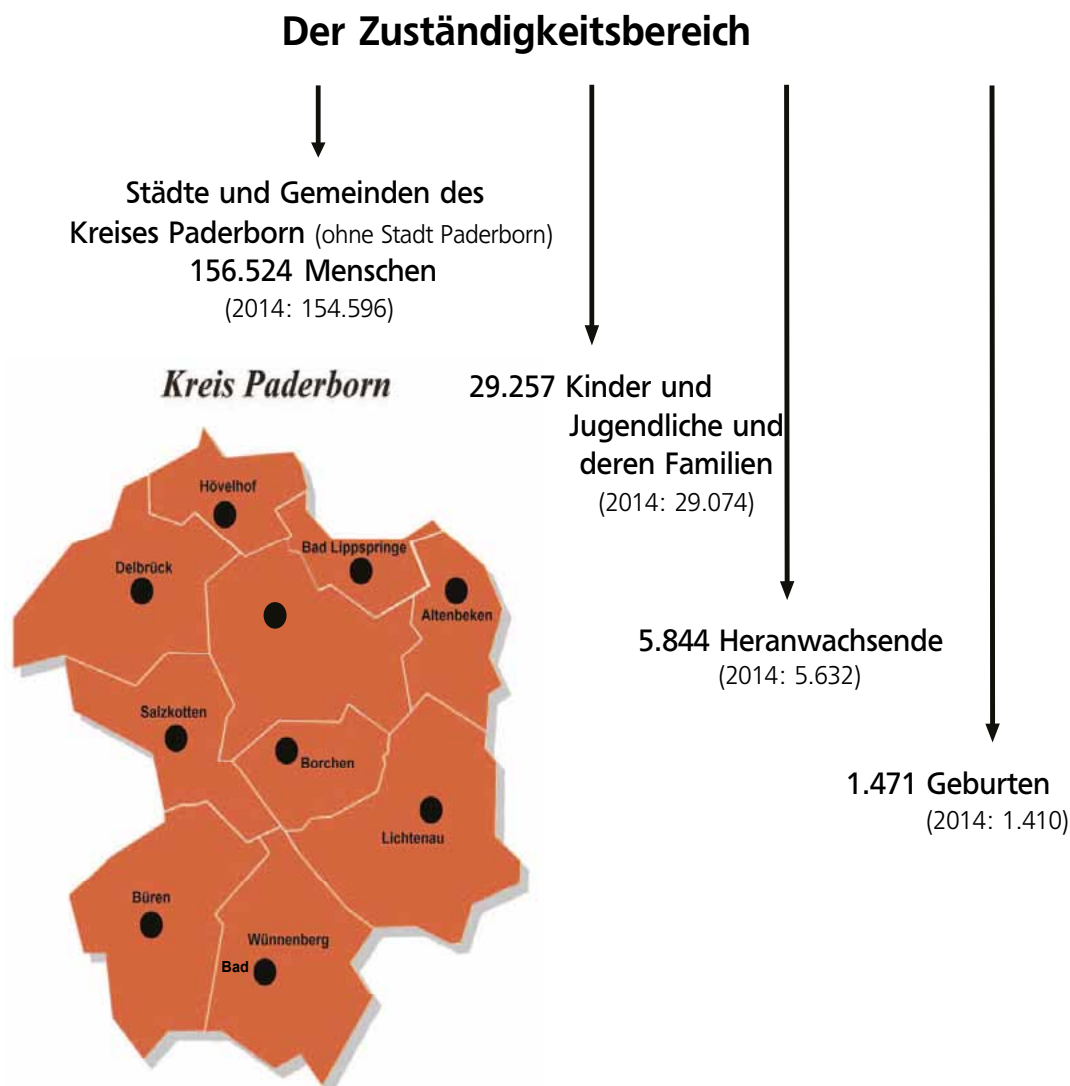 Der Zuständigkeitsbereich
Städte und Gemeinden des
Kreises Paderborn (ohne Stadt Paderborn)
156.524 Menschen
(2014: 154.596)
29.257 Kinder und
Jugendliche und
deren Familien
(2014: 29.074)
5.844 Heranwachsende
(2014: 5.632)
1.471 Geburten
(2014: 1.410)
Kreis Paderborn
Hövelhof
Bad Lippspringe
Delbrück
Altenbeken
Salzkotten
Borchen
Lichtenau
Büren
Wünnenberg
Bad